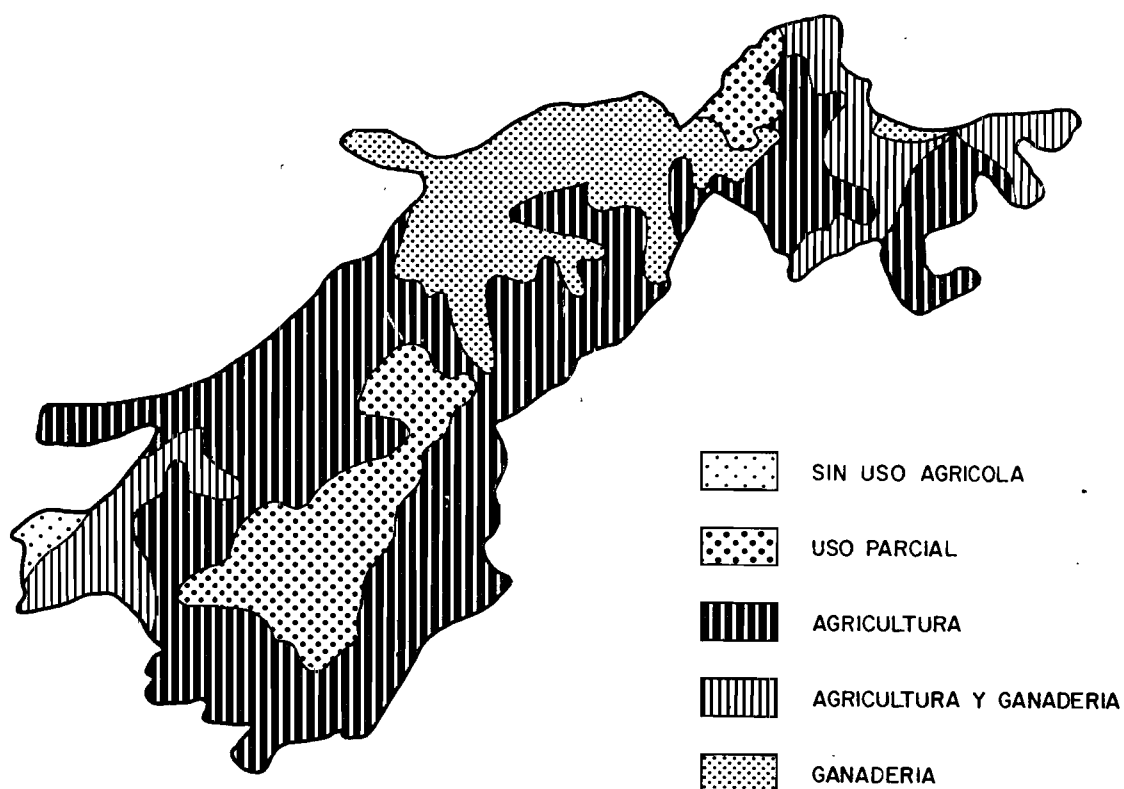 SIN USO AGRICOLA
USO PARCIAL
AGRICULTURA
AGRICULTURA Y GANADERIA
GANADERIA